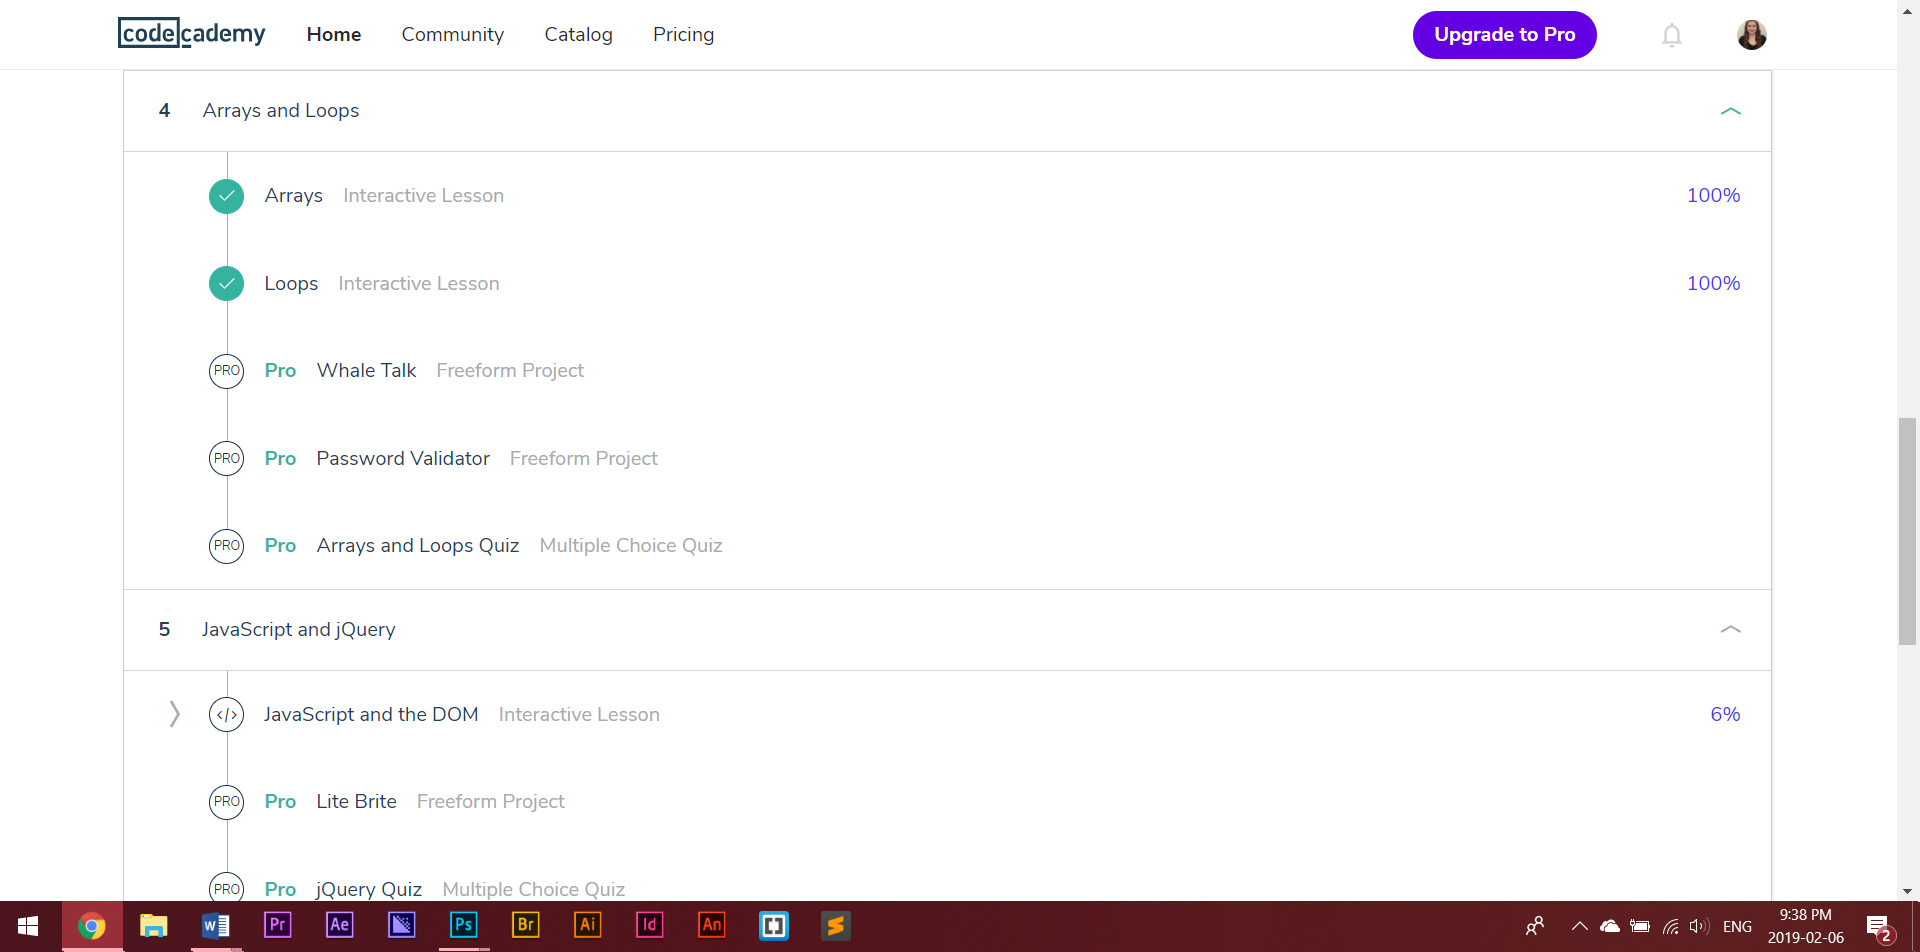 codecademy Home Community Catalog Pricing Upgrade to Pro
4 Arrays and Loops
Arrays Interactive Lesson 100%
Loops Interactive Lesson 100%
PRO Pro Whale Talk Freeform Project
PRO Pro Password Validator Freeform Project
PRO Pro Arrays and Loops Quiz Multiple Choice Quiz
5 JavaScript and jQuery
</> JavaScript and the DOM Interactive Lesson 6%
PRO Pro Lite Brite Freeform Project
PRO Pro jQuery Quiz Multiple Choice Quiz
W Pr Ae Ps Br Ai Id An ENG 9:38 PM 2
2019-02-06